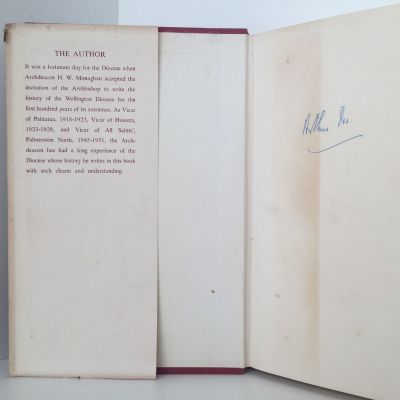 THE AUTHOR
It was a fortunate day for the Diocese when
Archdeacon H. W. Monaghan accepted the
invitation of the Archbishop to write the
history of the Wellington Diocese for the
first hundred years of its existence. As Vicar
of Pahiatua, 1918-1923, Vicar of Hawera,
1923-1928, and Vicar of All Saints',
Palmerston North, 1945-1951, the Arch-
deacon has had a long experience of the
Diocese whose history he writes in this book
with such charm and understanding.